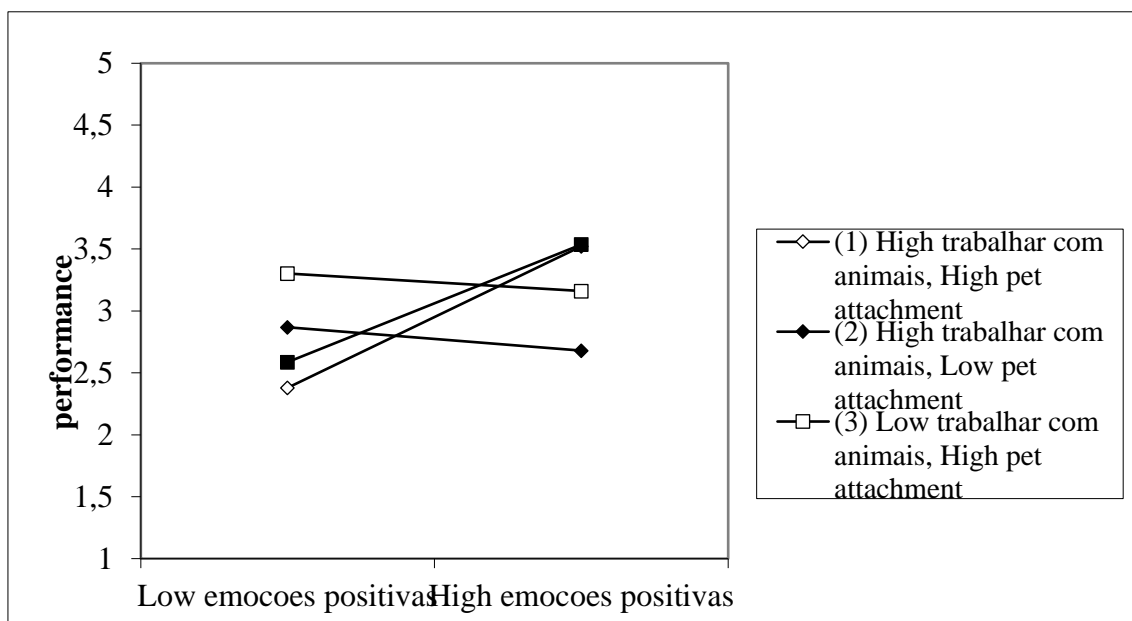 5
4,5
4
3,5
3
2,5
2
1,5
1
performance
Low emocoes positivas
High emocoes positivas
(1) High trabalhar com
animais, High pet
attachment
(2) High trabalhar com
animais, Low pet
attachment
(3) Low trabalhar com
animais, High pet
attachment